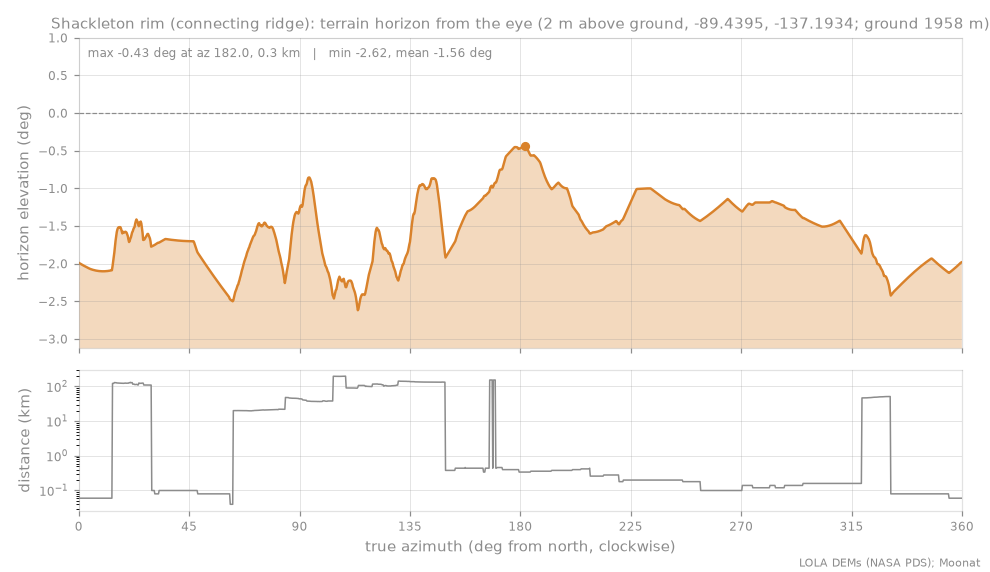 Shackleton rim (connecting ridge): terrain horizon from the eye (2 m above ground, -89.4395, -137.1934; ground 1958 m)
max -0.43 deg at az 182.0, 0.3 km | min -2.62, mean -1.56 deg
horizon elevation (deg)
1.0
0.5
0.0
−0.5
−1.0
−1.5
−2.0
−2.5
−3.0
distance (km)
10²
10¹
10⁰
10⁻¹
0 45 90 135 180 225 270 315 360
true azimuth (deg from north, clockwise)
LOLA DEMs (NASA PDS); Moonat